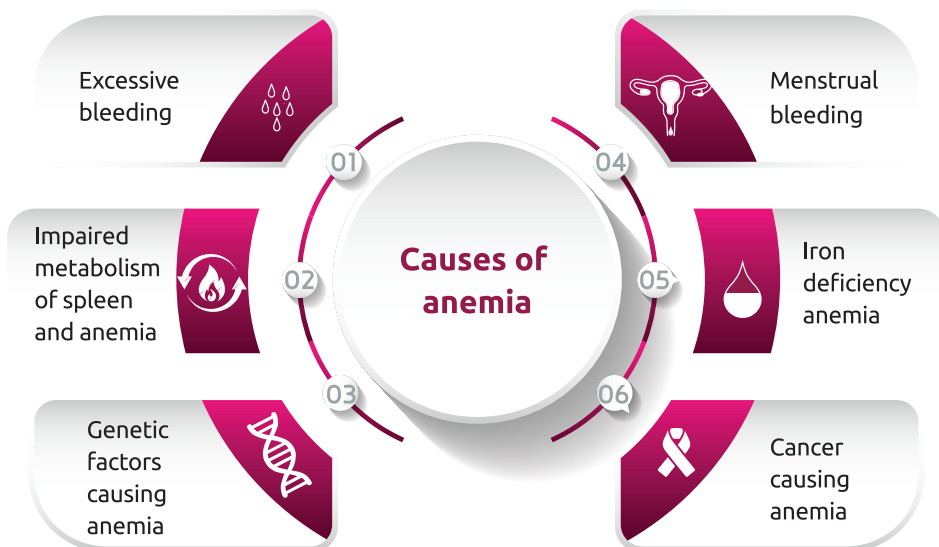 Excessive
bleeding
01
Impaired
metabolism
of spleen
and anemia
02
Genetic
factors
causing
anemia
03
Causes of
anemia
04
Menstrual
bleeding
05
Iron
deficiency
anemia
06
Cancer
causing
anemia